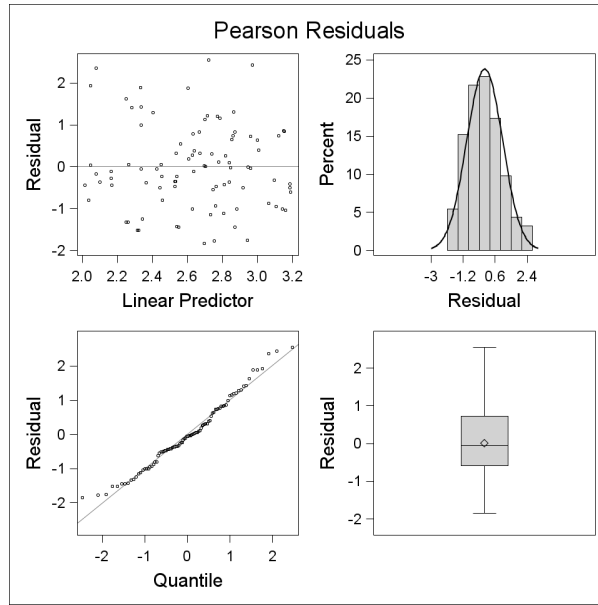 Pearson Residuals
Residual
2
1
0
-1
-2
2.0 2.2 2.4 2.6 2.8 3.0 3.2
Linear Predictor
Percent
25
20
15
10
5
0
-3 -1.2 0.6 2.4
Residual
Residual
2
1
0
-1
-2
-2 -1 0 1 2
Quantile
Residual
2
1
0
-1
-2